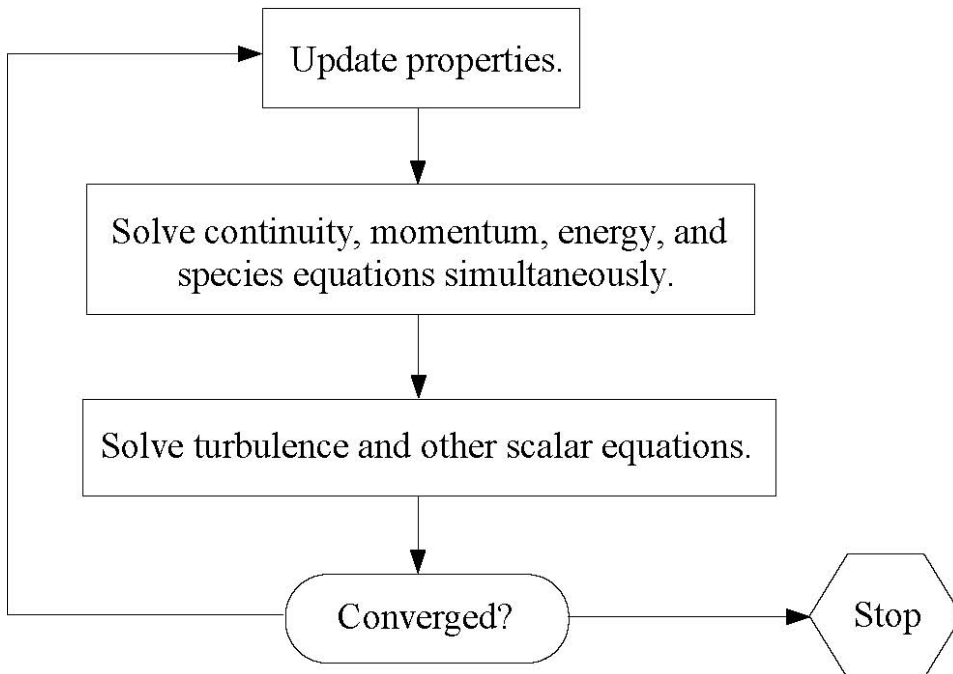 Update properties.
Solve continuity, momentum, energy, and
species equations simultaneously.
Solve turbulence and other scalar equations.
Converged?
Stop